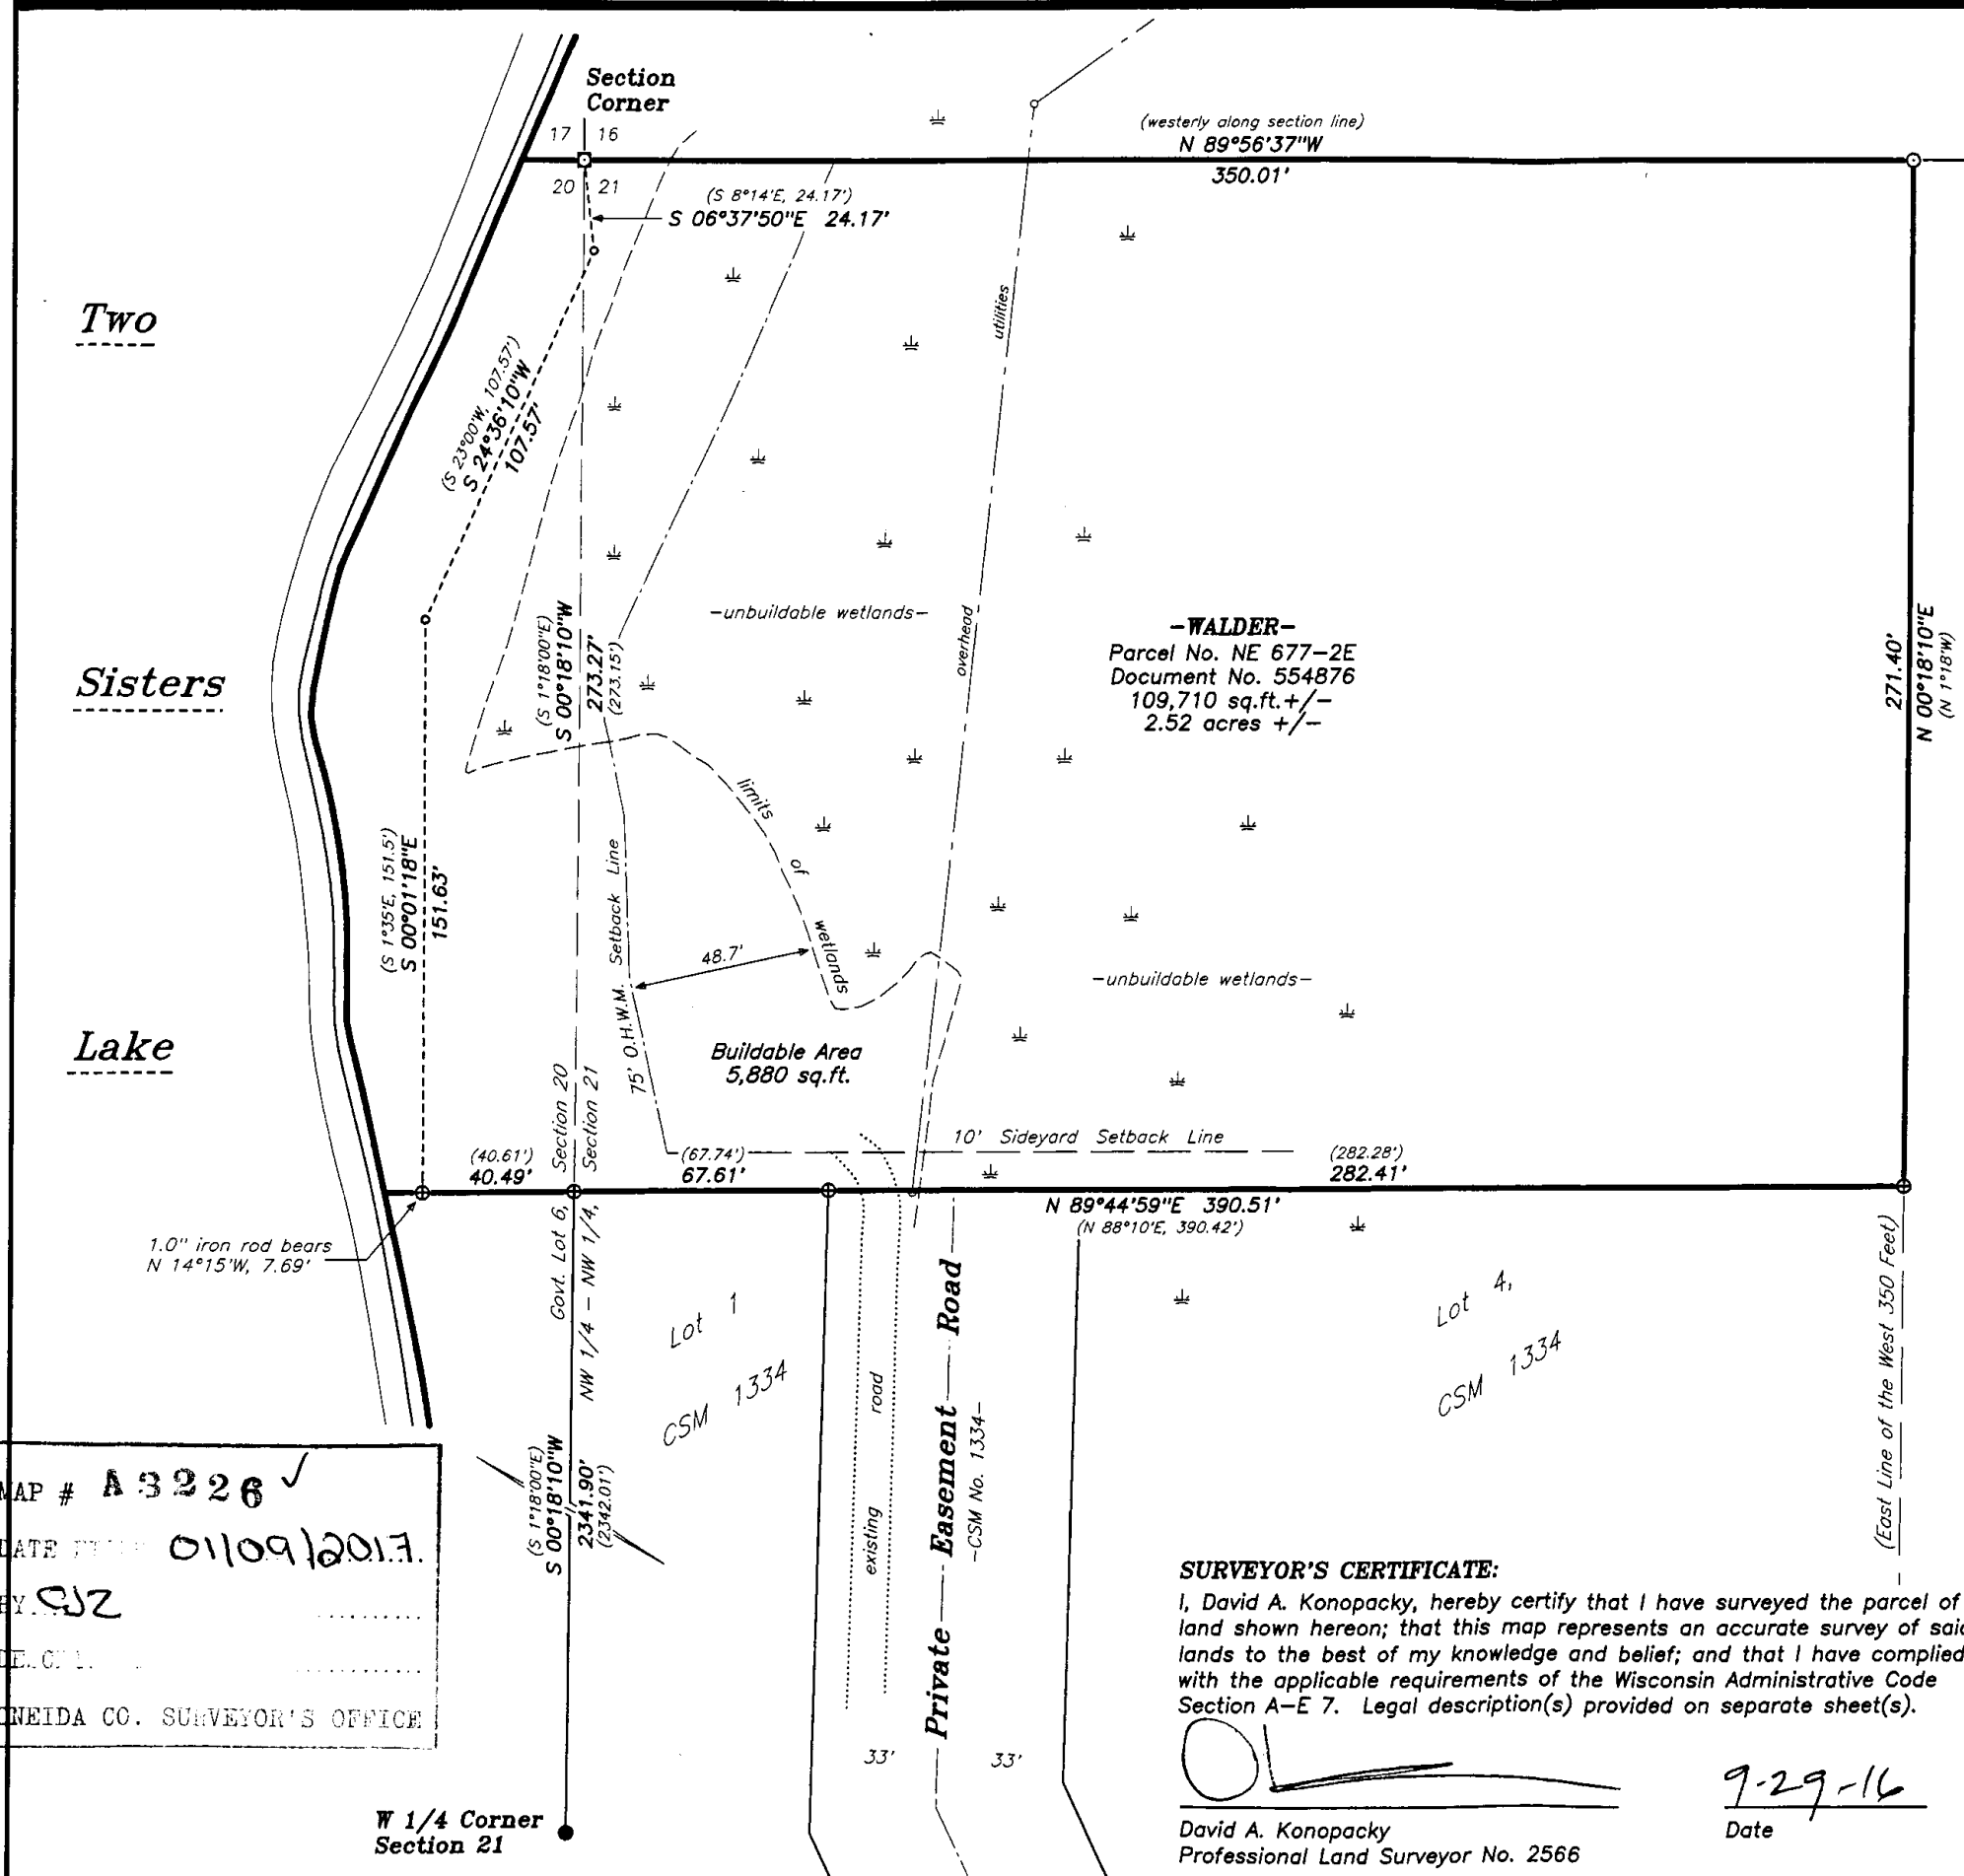 Section
Corner
17 16
20 21
(westerly along section line)
N 89°56'37"W
350.01'
(S 8°14'E, 24.17')
S 06°37'50"E 24.17'
Two
Sisters
Lake
(S 23°00'W, 107.57')
S 24°36'10"W
107.57'
utilities
overhead
-unbuildable wetlands-
-WALDER-
Parcel No. NE 677-2E
Document No. 554876
109,710 sq.ft.+/-
2.52 acres +/-
271.40'
N 00°18'10"E
(N 1°18'W)
(S 1°18'00"E)
S 00°18'10"W
273.27'
(273.15')
limits
of
wetlands
(S 1°35'E, 151.5')
S 00°01'18"E
151.63'
75' O.H.W.M. Setback Line
48.7'
-unbuildable wetlands-
Buildable Area
5,880 sq.ft.
Govt. Lot 6, Section 20
NW 1/4 - NW 1/4, Section 21
10' Sideyard Setback Line
(40.61')
40.49'
(67.74')
67.61'
(282.28')
282.41'
N 89°44'59"E 390.51'
(N 88°10'E, 390.42')
1.0" iron rod bears
N 14°15'W, 7.69'
Lot 1
CSM 1334
Lot 4,
CSM 1334
(East Line of the West 350 Feet)
existing road
Private Easement Road
-CSM No. 1334-
(S 1°18'00"E)
S 00°18'10"W
2341.90'
(2342.01')
33' 33'
W 1/4 Corner
Section 21
MAP # A3226 ✓
DATE 01/09/2017.
BY CJZ
ONEIDA CO. SURVEYOR'S OFFICE
SURVEYOR'S CERTIFICATE:
I, David A. Konopacky, hereby certify that I have surveyed the parcel of
land shown hereon; that this map represents an accurate survey of said
lands to the best of my knowledge and belief; and that I have complied
with the applicable requirements of the Wisconsin Administrative Code
Section A-E 7. Legal description(s) provided on separate sheet(s).
9-29-16
David A. Konopacky
Professional Land Surveyor No. 2566
Date